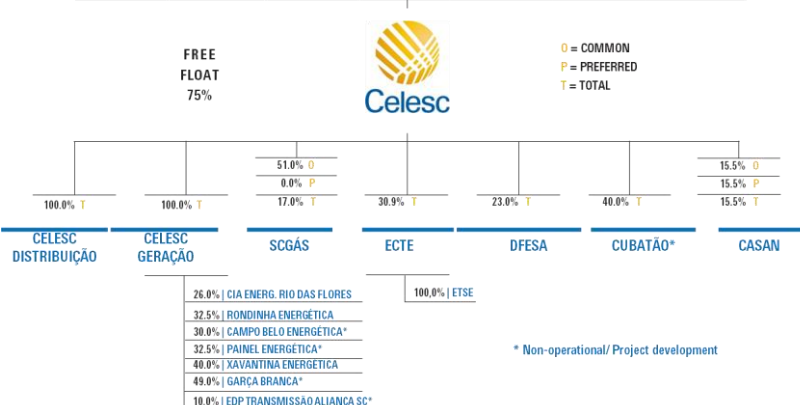 FREE
FLOAT
75%
Celesc
O = COMMON
P = PREFERRED
T = TOTAL
100.0% T
100.0% T
51.0% O
0.0% P
17.0% T
30.9% T
23.0% T
40.0% T
15.5% O
15.5% P
15.5% T
CELESC
DISTRIBUIÇÃO
CELESC
GERAÇÃO
SCGÁS
ECTE
DFESA
CUBATÃO*
CASAN
26.0% | CIA ENERG. RIO DAS FLORES
32.5% | RONDINHA ENERGÉTICA
30.0% | CAMPO BELO ENERGÉTICA*
32.5% | PAINEL ENERGÉTICA*
40.0% | XAVANTINA ENERGÉTICA
49.0% | GARÇA BRANCA*
10.0% | EDP TRANSMISSÃO ALIANÇA SC*
100,0% | ETSE
* Non-operational/ Project development